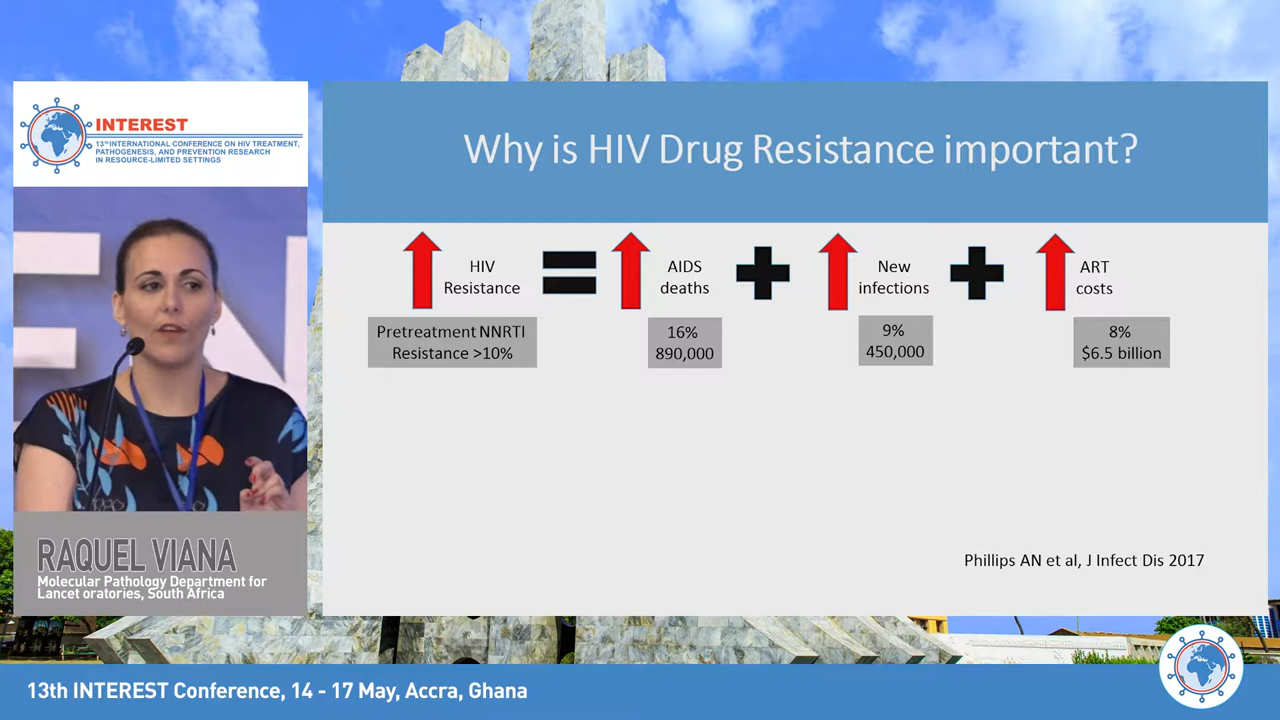 INTEREST
13th INTERNATIONAL CONFERENCE ON HIV TREATMENT,
PATHOGENESIS, AND PREVENTION RESEARCH
IN RESOURCE-LIMITED SETTINGS
EN
RAQUEL VIANA
Molecular Pathology Department for
Lancet oratories, South Africa
Why is HIV Drug Resistance important?
HIV
Resistance
AIDS
deaths
New
infections
ART
costs
Pretreatment NNRTI
Resistance >10%
16%
890,000
9%
450,000
8%
$6.5 billion
Phillips AN et al, J Infect Dis 2017
13th INTEREST Conference, 14 - 17 May, Accra, Ghana